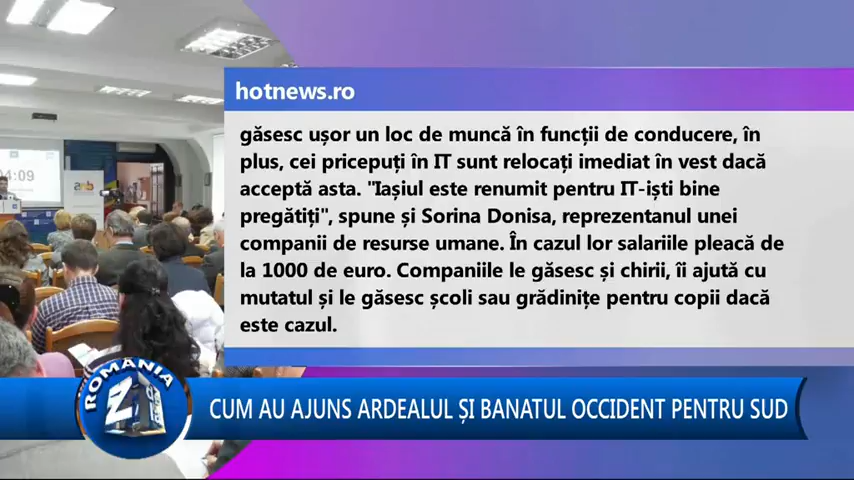 hotnews.ro
găsesc ușor un loc de muncă în funcții de conducere, în
plus, cei pricepuți în IT sunt relocați imediat în vest dacă
acceptă asta. "Iașiul este renumit pentru IT-iști bine
pregătiți", spune și Sorina Donisa, reprezentanul unei
companii de resurse umane. În cazul lor salariile pleacă de
la 1000 de euro. Companiile le găsesc și chirii, îi ajută cu
mutatul și le găsesc școli sau grădinițe pentru copii dacă
este cazul.
:09
ROMANIA
CUM AU AJUNS ARDEALUL ȘI BANATUL OCCIDENT PENTRU SUD